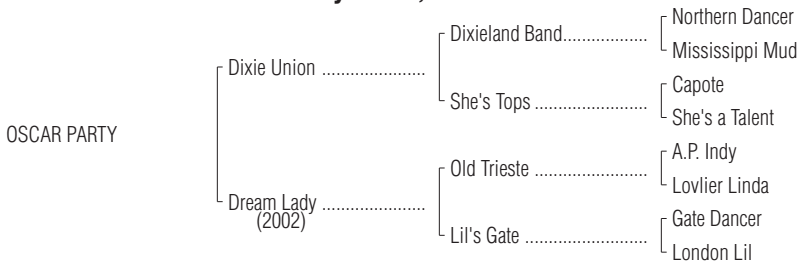 Northern Dancer
Dixieland Band..................
Mississippi Mud
Dixie Union ......................
Capote
She's Tops ........................
She's a Talent
OSCAR PARTY
A.P. Indy
Old Trieste ........................
Lovlier Linda
Dream Lady ......................
(2002)
Gate Dancer
Lil's Gate ..........................
London Lil